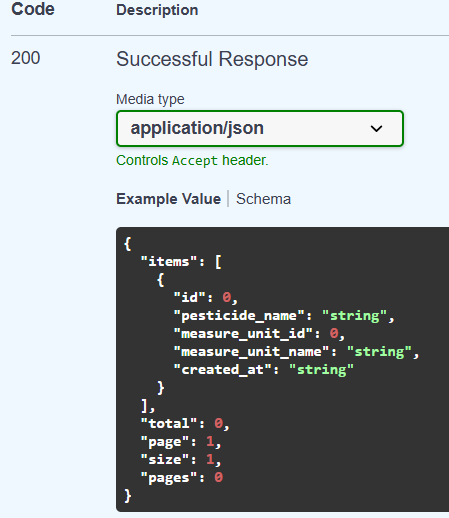 Code Description
200 Successful Response
Media type
application/json
Controls Accept header.
Example Value Schema
{
  "items": [
    {
      "id": 0,
      "pesticide_name": "string",
      "measure_unit_id": 0,
      "measure_unit_name": "string",
      "created_at": "string"
    }
  ],
  "total": 0,
  "page": 1,
  "size": 1,
  "pages": 0
}